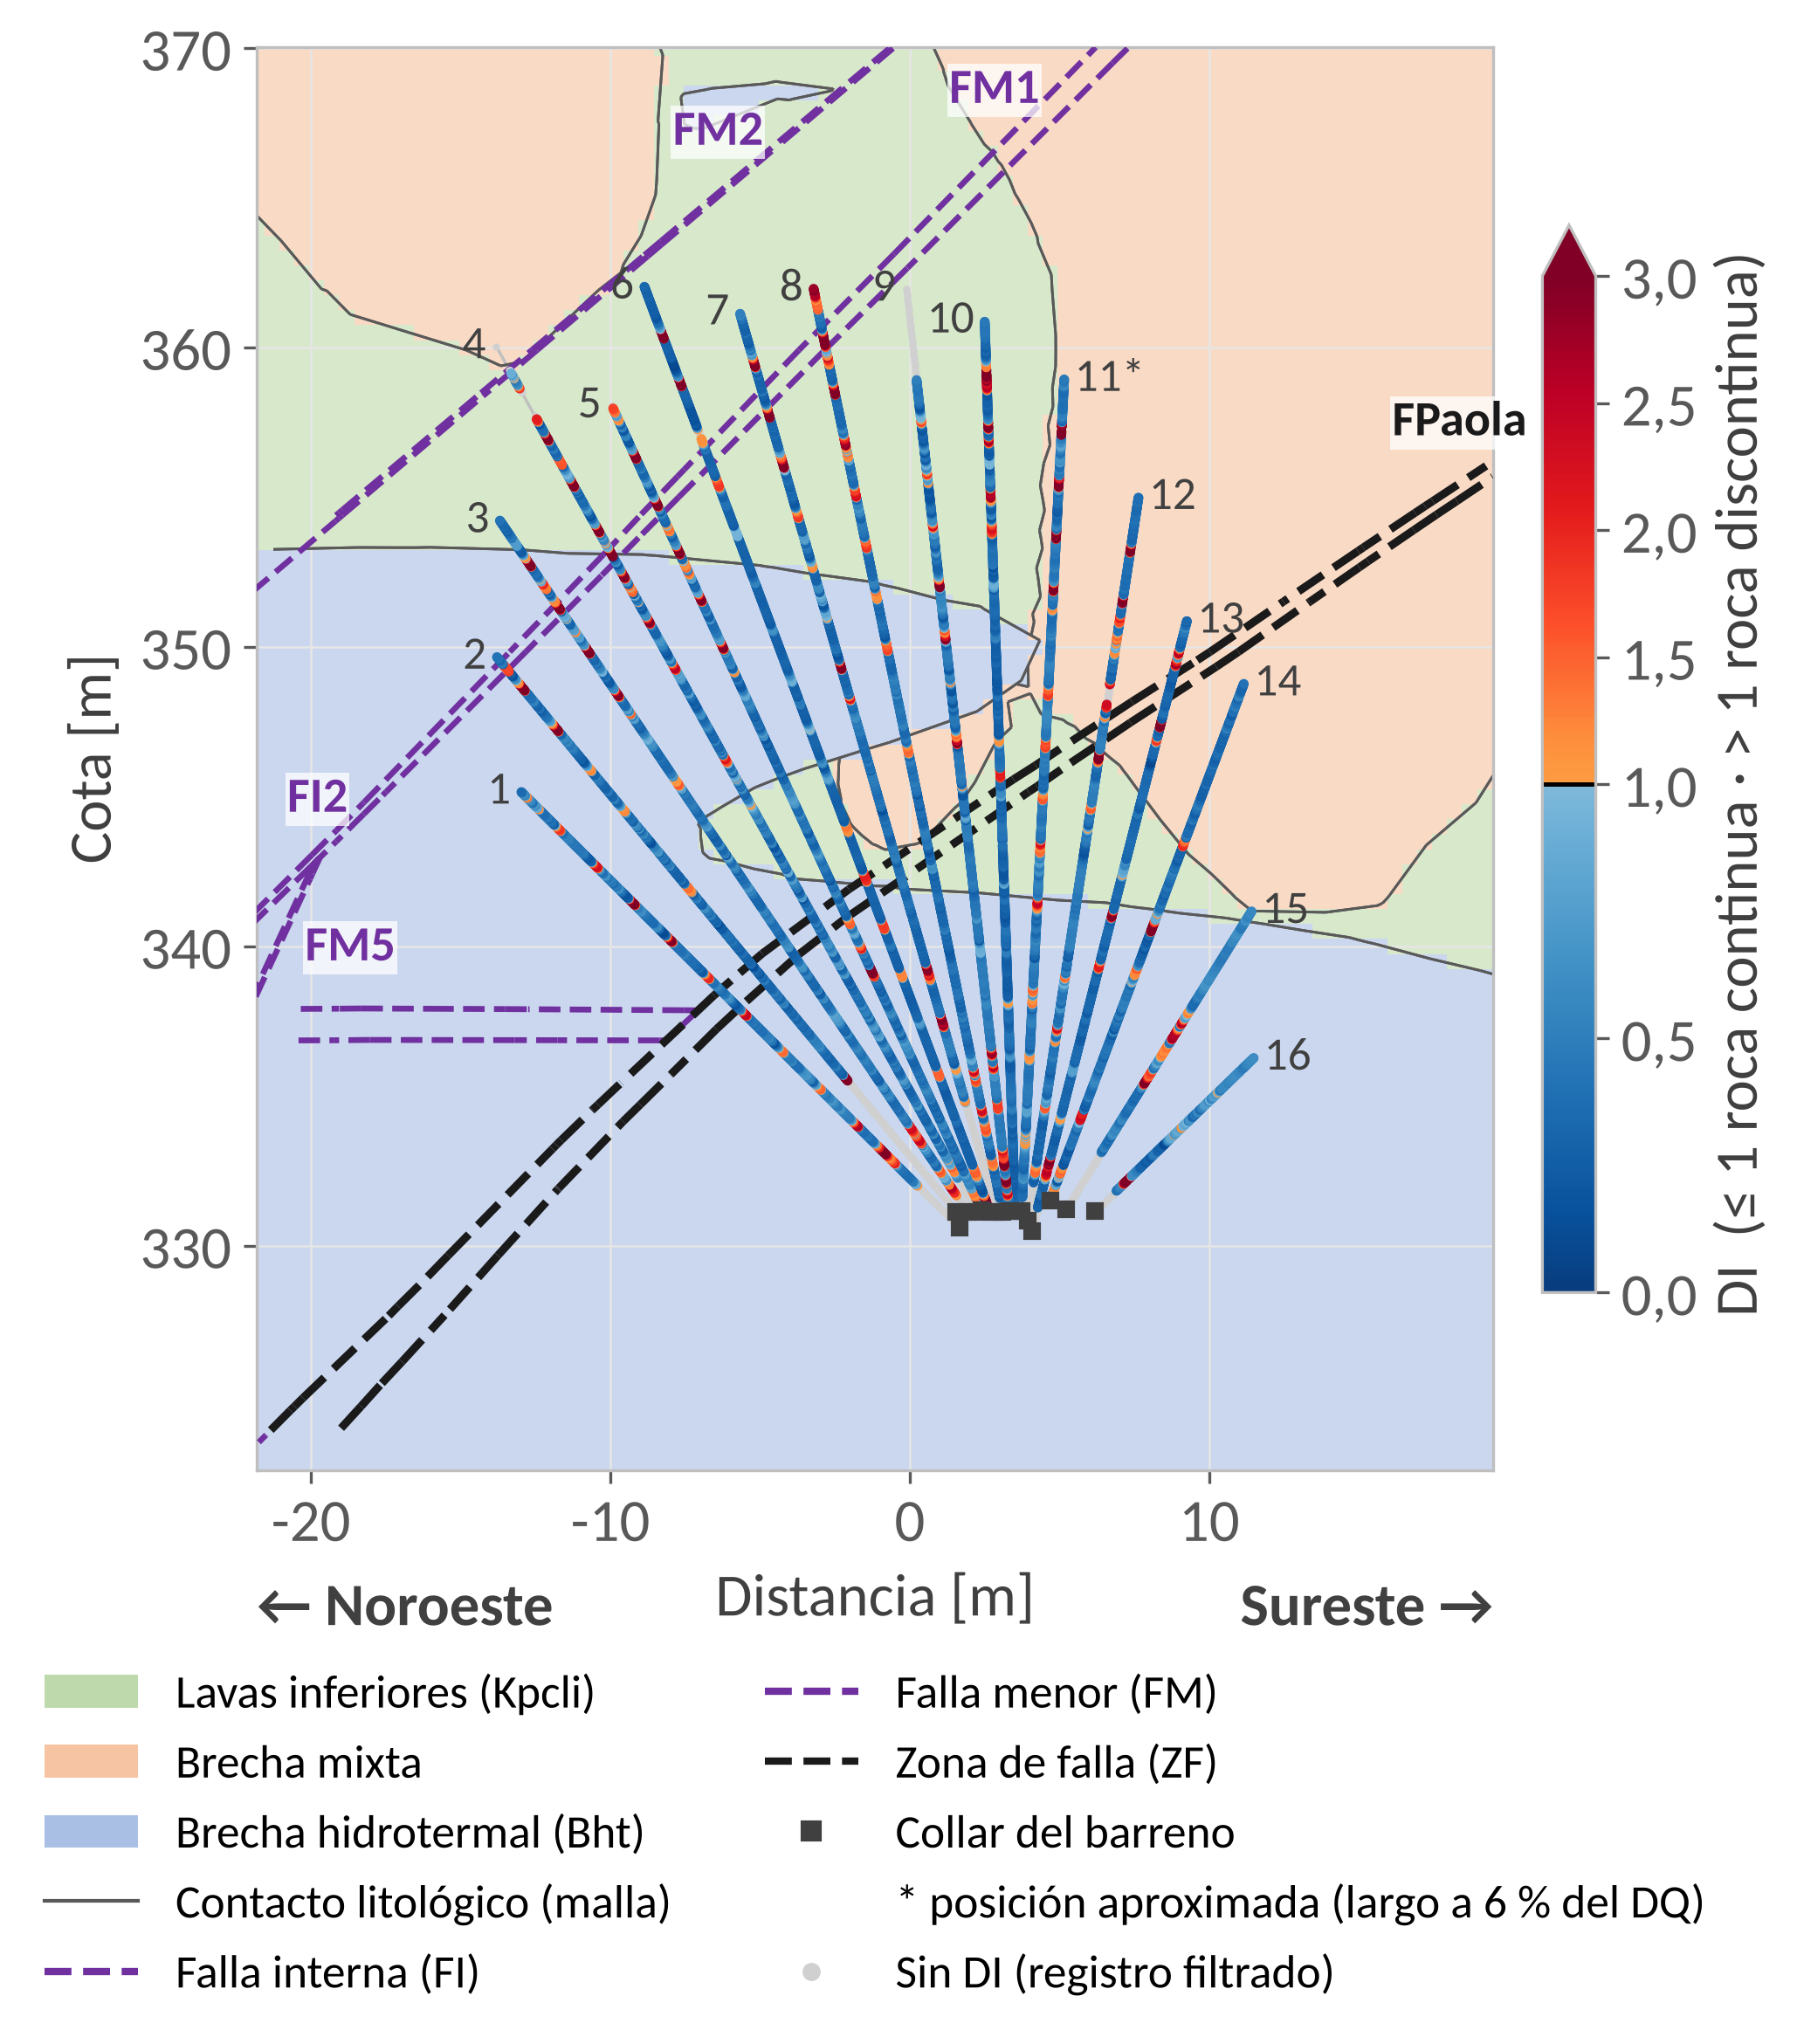 370
360
350
340
330
Cota [m]
-20
-10
0
10
← Noroeste
Distancia [m]
Sureste →
FM2
FM1
FI2
FM5
FPaola
1
2
3
4
5
6
7
8
9
10
11*
12
13
14
15
16
3,0
2,5
2,0
1,5
1,0
0,5
0,0
DI (≤ 1 roca continua · > 1 roca discontinua)
Lavas inferiores (Kpcli)
Brecha mixta
Brecha hidrotermal (Bht)
Contacto litológico (malla)
Falla interna (FI)
Falla menor (FM)
Zona de falla (ZF)
Collar del barreno
* posición aproximada (largo a 6 % del DQ)
Sin DI (registro filtrado)